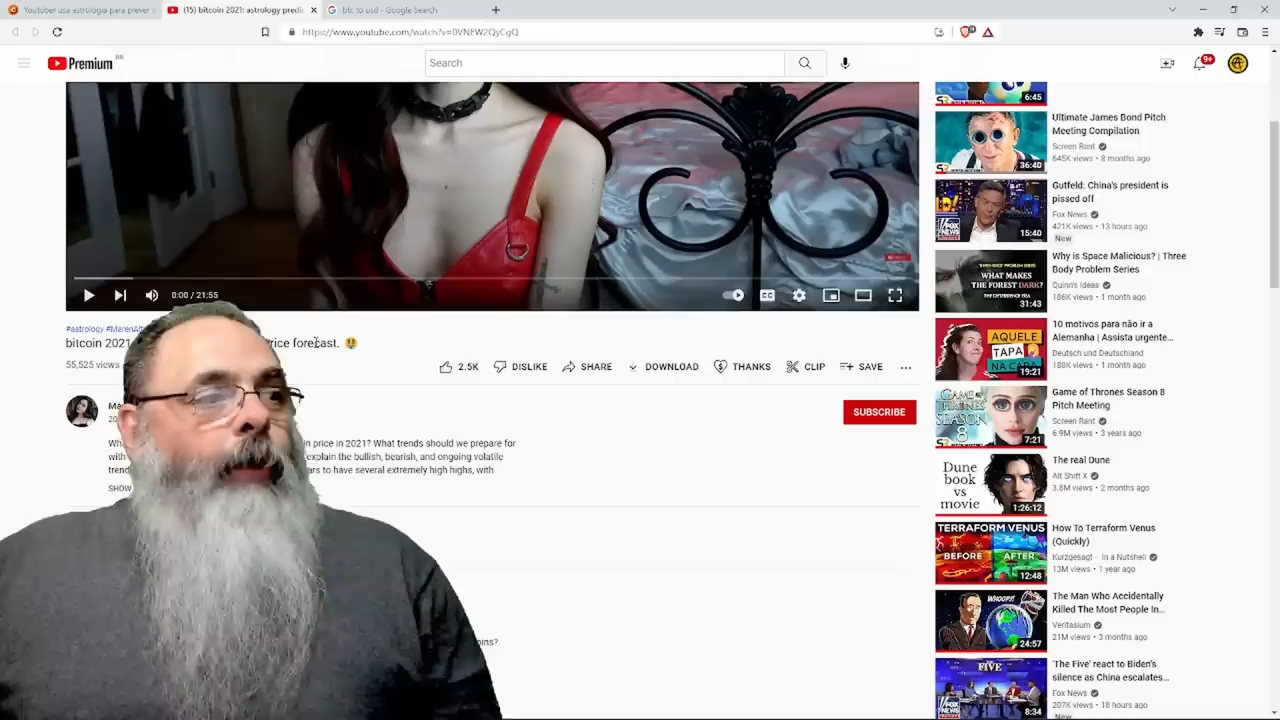 Youtuber usa astrologia para prever
(15) bitcoin 2021: astrology predi
btc to usd - Google Search
https://www.youtube.com/watch?v=0VNEW2QyCgQ
Premium BR
Search
9+
0:00 / 21:55
CC
#astrology
bitcoin 2021
55,525 views
2.5K
DISLIKE
SHARE
DOWNLOAD
THANKS
CLIP
SAVE
SUBSCRIBE
in price in 2021? What trends should we prepare for
explain the bullish, bearish, and ongoing volatile
to have several extremely high highs, with
6:45
Ultimate James Bond Pitch
Meeting Compilation
Screen Rant
645K views • 8 months ago
36:40
Gutfeld: China's president is
pissed off
Fox News
421K views • 13 hours ago
New
15:40
Why is Space Malicious? | Three
Body Problem Series
Quinn's Ideas
186K views • 1 month ago
WHAT MAKES
THE FOREST DARK?
31:43
10 motivos para não ir a
Alemanha | Assista urgente...
Deutsch und Deutschland
188K views • 1 month ago
AQUELE
TAPA
NA CARA
19:21
Game of Thrones Season 8
Pitch Meeting
Screen Rant
6.9M views • 3 years ago
GAME OF
THRONES
SEASON
8
7:21
The real Dune
Alt Shift X
3.8M views • 2 months ago
Dune
book
vs
movie
1:26:12
How To Terraform Venus
(Quickly)
Kurzgesagt – In a Nutshell
13M views • 1 year ago
TERRAFORM VENUS
BEFORE
AFTER
12:48
The Man Who Accidentally
Killed The Most People In...
Veritasium
21M views • 3 months ago
WHOOPS!
24:57
'The Five' react to Biden's
silence as China escalates...
Fox News
207K views • 18 hours ago
New
THE FIVE
8:34